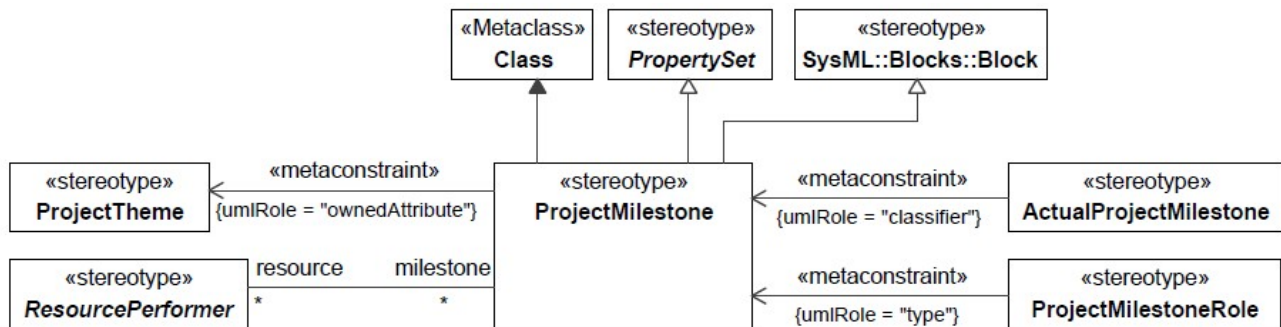 «Metaclass»
Class
«stereotype»
PropertySet
«stereotype»
SysML::Blocks::Block
«stereotype»
ProjectTheme
«metaconstraint»
{umlRole = "ownedAttribute"}
«stereotype»
ProjectMilestone
«metaconstraint»
{umlRole = "classifier"}
«stereotype»
ActualProjectMilestone
«stereotype»
ResourcePerformer
resource milestone
* *
«metaconstraint»
{umlRole = "type"}
«stereotype»
ProjectMilestoneRole